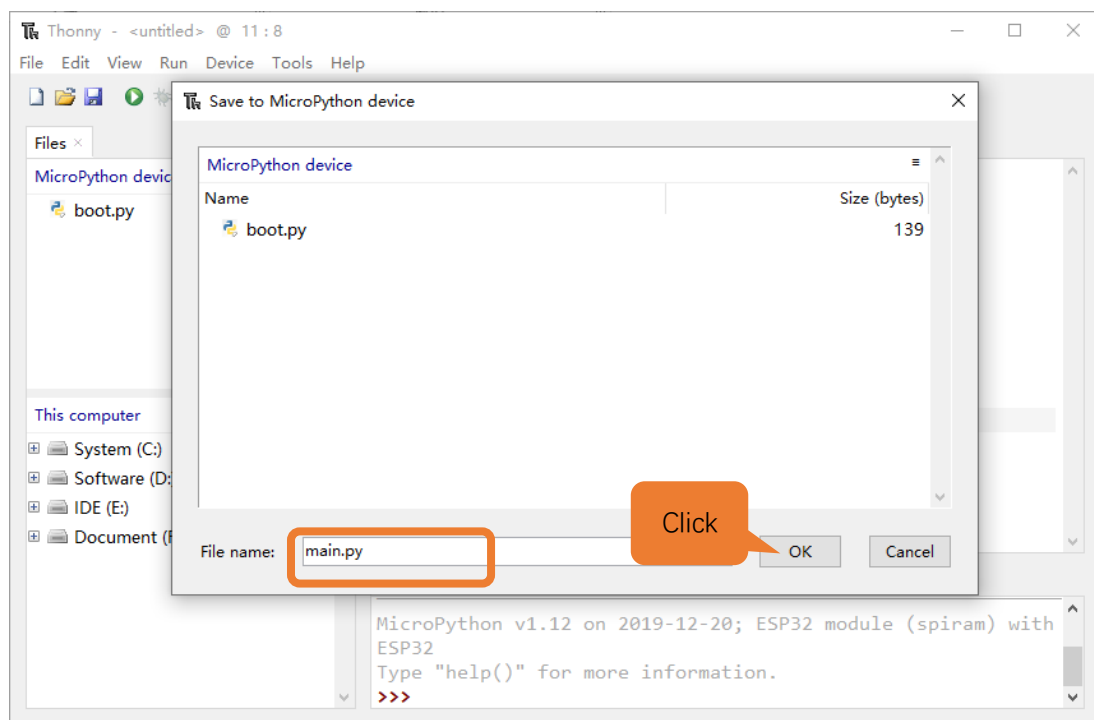 Thonny - <untitled> @ 11 : 8
File Edit View Run Device Tools Help
Save to MicroPython device
Files
MicroPython devic
boot.py
MicroPython device
Name Size (bytes)
boot.py 139
This computer
System (C:)
Software (D:
IDE (E:)
Document (F
File name: main.py
Click
OK Cancel
MicroPython v1.12 on 2019-12-20; ESP32 module (spiram) with
ESP32
Type "help()" for more information.
>>>